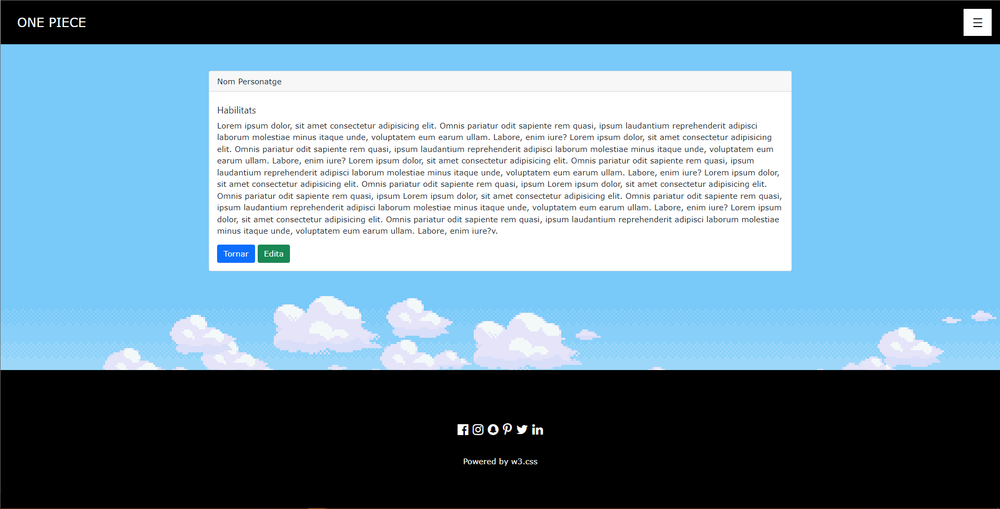 ONE PIECE
Nom Personatge
Habilitats
Lorem ipsum dolor, sit amet consectetur adipisicing elit. Omnis pariatur odit sapiente rem quasi, ipsum laudantium reprehenderit adipisci
laborum molestiae minus itaque unde, voluptatem eum earum ullam. Labore, enim iure? Lorem ipsum dolor, sit amet consectetur adipisicing
elit. Omnis pariatur odit sapiente rem quasi, ipsum laudantium reprehenderit adipisci laborum molestiae minus itaque unde, voluptatem eum
earum ullam. Labore, enim iure? Lorem ipsum dolor, sit amet consectetur adipisicing elit. Omnis pariatur odit sapiente rem quasi, ipsum
laudantium reprehenderit adipisci laborum molestiae minus itaque unde, voluptatem eum earum ullam. Labore, enim iure? Lorem ipsum dolor,
sit amet consectetur adipisicing elit. Omnis pariatur odit sapiente rem quasi, ipsum Lorem ipsum dolor, sit amet consectetur adipisicing elit.
Omnis pariatur odit sapiente rem quasi, ipsum Lorem ipsum dolor, sit amet consectetur adipisicing elit. Omnis pariatur odit sapiente rem quasi,
ipsum laudantium reprehenderit adipisci laborum molestiae minus itaque unde, voluptatem eum earum ullam. Labore, enim iure? Lorem ipsum
dolor, sit amet consectetur adipisicing elit. Omnis pariatur odit sapiente rem quasi, ipsum laudantium reprehenderit adipisci laborum molestiae
minus itaque unde, voluptatem eum earum ullam. Labore, enim iure?v.
Tornar Edita
Powered by w3.css